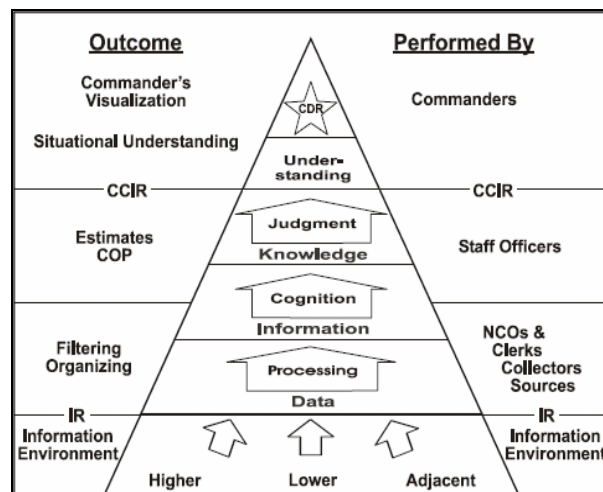 Outcome
Performed By
Commander's
Visualization
Situational Understanding
CDR
Commanders
Under-
standing
CCIR
CCIR
Estimates
COP
Judgment
Knowledge
Staff Officers
Cognition
Information
Filtering
Organizing
Processing
Data
NCOs &
Clerks
Collectors
Sources
IR
IR
Information
Environment
Information
Environment
Higher
Lower
Adjacent